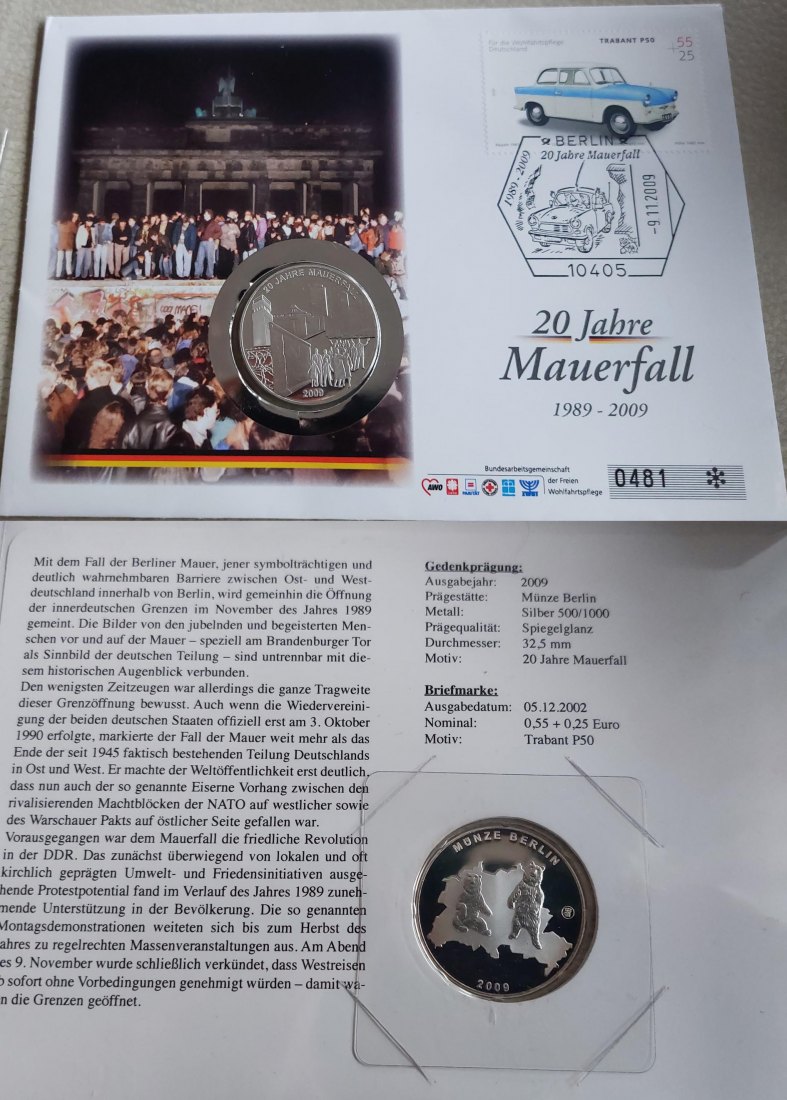 Für die Wohlfahrtspflege
Deutschland
TRABANT P50
55
+
25
BERLIN
20 Jahre Mauerfall
1989 - 2009
-9.11.2009
10405
20 JAHRE MAUERFALL
2009
20 Jahre
Mauerfall
1989 - 2009
Bundesarbeitsgemeinschaft
der Freien
Wohlfahrtspflege
AWO
0481
Mit dem Fall der Berliner Mauer, jener symbolträchtigen und
deutlich wahrnehmbaren Barriere zwischen Ost- und West-
deutschland innerhalb von Berlin, wird gemeinhin die Öffnung
der innerdeutschen Grenzen im November des Jahres 1989
gemeint. Die Bilder von den jubelnden und begeisterten Men-
schen vor und auf der Mauer – speziell am Brandenburger Tor
als Sinnbild der deutschen Teilung – sind untrennbar mit die-
sem historischen Augenblick verbunden.
Den wenigsten Zeitzeugen war allerdings die ganze Tragweite
dieser Grenzöffnung bewusst. Auch wenn die Wiedervereini-
gung der beiden deutschen Staaten offiziell erst am 3. Oktober
1990 erfolgte, markierte der Fall der Mauer weit mehr als das
Ende der seit 1945 faktisch bestehenden Teilung Deutschlands
in Ost und West. Er machte der Weltöffentlichkeit erst deutlich,
dass nun auch der so genannte Eiserne Vorhang zwischen den
rivalisierenden Machtblöcken der NATO auf westlicher sowie
des Warschauer Pakts auf östlicher Seite gefallen war.
Vorausgegangen war dem Mauerfall die friedliche Revolution
in der DDR. Das zunächst überwiegend von lokalen und oft
kirchlich geprägten Umwelt- und Friedensinitiativen ausge-
hende Protestpotential fand im Verlauf des Jahres 1989 zuneh-
mende Unterstützung in der Bevölkerung. Die so genannten
Montagsdemonstrationen weiteten sich bis zum Herbst des
ahres zu regelrechten Massenveranstaltungen aus. Am Abend
es 9. November wurde schließlich verkündet, dass Westreisen
b sofort ohne Vorbedingungen genehmigt würden – damit wa-
n die Grenzen geöffnet.
Gedenkprägung:
Ausgabejahr: 2009
Prägestätte: Münze Berlin
Metall: Silber 500/1000
Prägequalität: Spiegelglanz
Durchmesser: 32,5 mm
Motiv: 20 Jahre Mauerfall
Briefmarke:
Ausgabedatum: 05.12.2002
Nominal: 0,55 + 0,25 Euro
Motiv: Trabant P50
MÜNZE BERLIN
2009